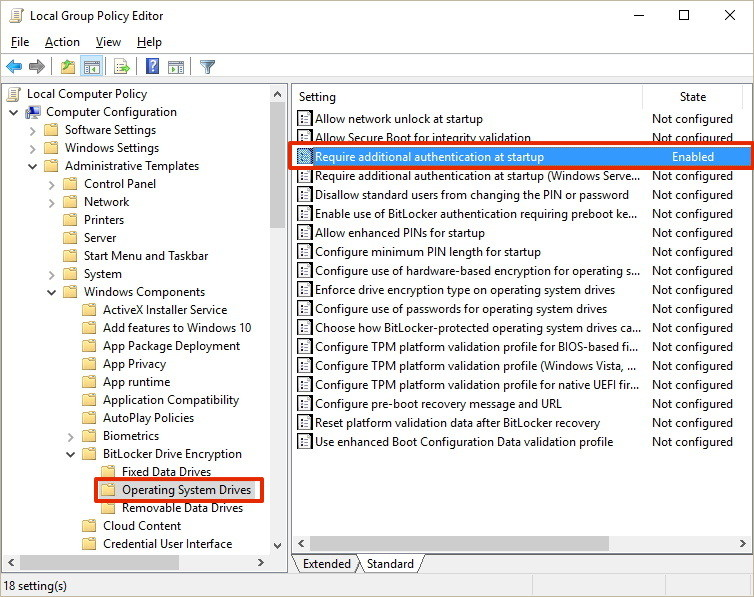 Local Group Policy Editor
File Action View Help
Local Computer Policy
Computer Configuration
Software Settings
Windows Settings
Administrative Templates
Control Panel
Network
Printers
Server
Start Menu and Taskbar
System
Windows Components
ActiveX Installer Service
Add features to Windows 10
App Package Deployment
App Privacy
App runtime
Application Compatibility
AutoPlay Policies
Biometrics
BitLocker Drive Encryption
Fixed Data Drives
Operating System Drives
Removable Data Drives
Cloud Content
Credential User Interface
Setting State
Allow network unlock at startup Not configured
Allow Secure Boot for integrity validation Not configured
Require additional authentication at startup Enabled
Require additional authentication at startup (Windows Serve... Not configured
Disallow standard users from changing the PIN or password Not configured
Enable use of BitLocker authentication requiring preboot ke... Not configured
Allow enhanced PINs for startup Not configured
Configure minimum PIN length for startup Not configured
Configure use of hardware-based encryption for operating s... Not configured
Enforce drive encryption type on operating system drives Not configured
Configure use of passwords for operating system drives Not configured
Choose how BitLocker-protected operating system drives ca... Not configured
Configure TPM platform validation profile for BIOS-based fi... Not configured
Configure TPM platform validation profile (Windows Vista, ... Not configured
Configure TPM platform validation profile for native UEFI fir... Not configured
Configure pre-boot recovery message and URL Not configured
Reset platform validation data after BitLocker recovery Not configured
Use enhanced Boot Configuration Data validation profile Not configured
Extended Standard
18 setting(s)